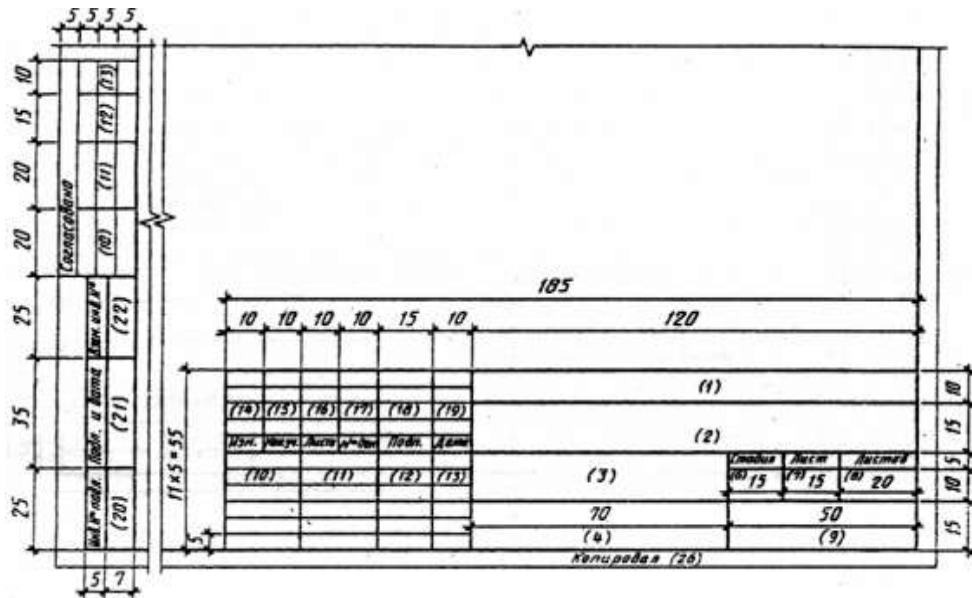 5 5 5 5
10 15 20 20 25 35 25
(13)
(12)
(11)
(10)
Согласовано
Взам. инв. №
(22)
Подп. и дата
(21)
Инв. № подл.
(20)
5 7
185
10 10 10 10 15 10 120
11x5=55
5
(1)
10
(14) (15) (16) (17) (18) (19)
(2)
15
Изм. Кол.уч. Лист № док Подп. Дата
Стадия Лист Листов
5
(10) (11) (12) (13)
(3)
(6) 15 (7) 15 (8) 20
10
70 50
(4) (9)
15
Копировал (26)